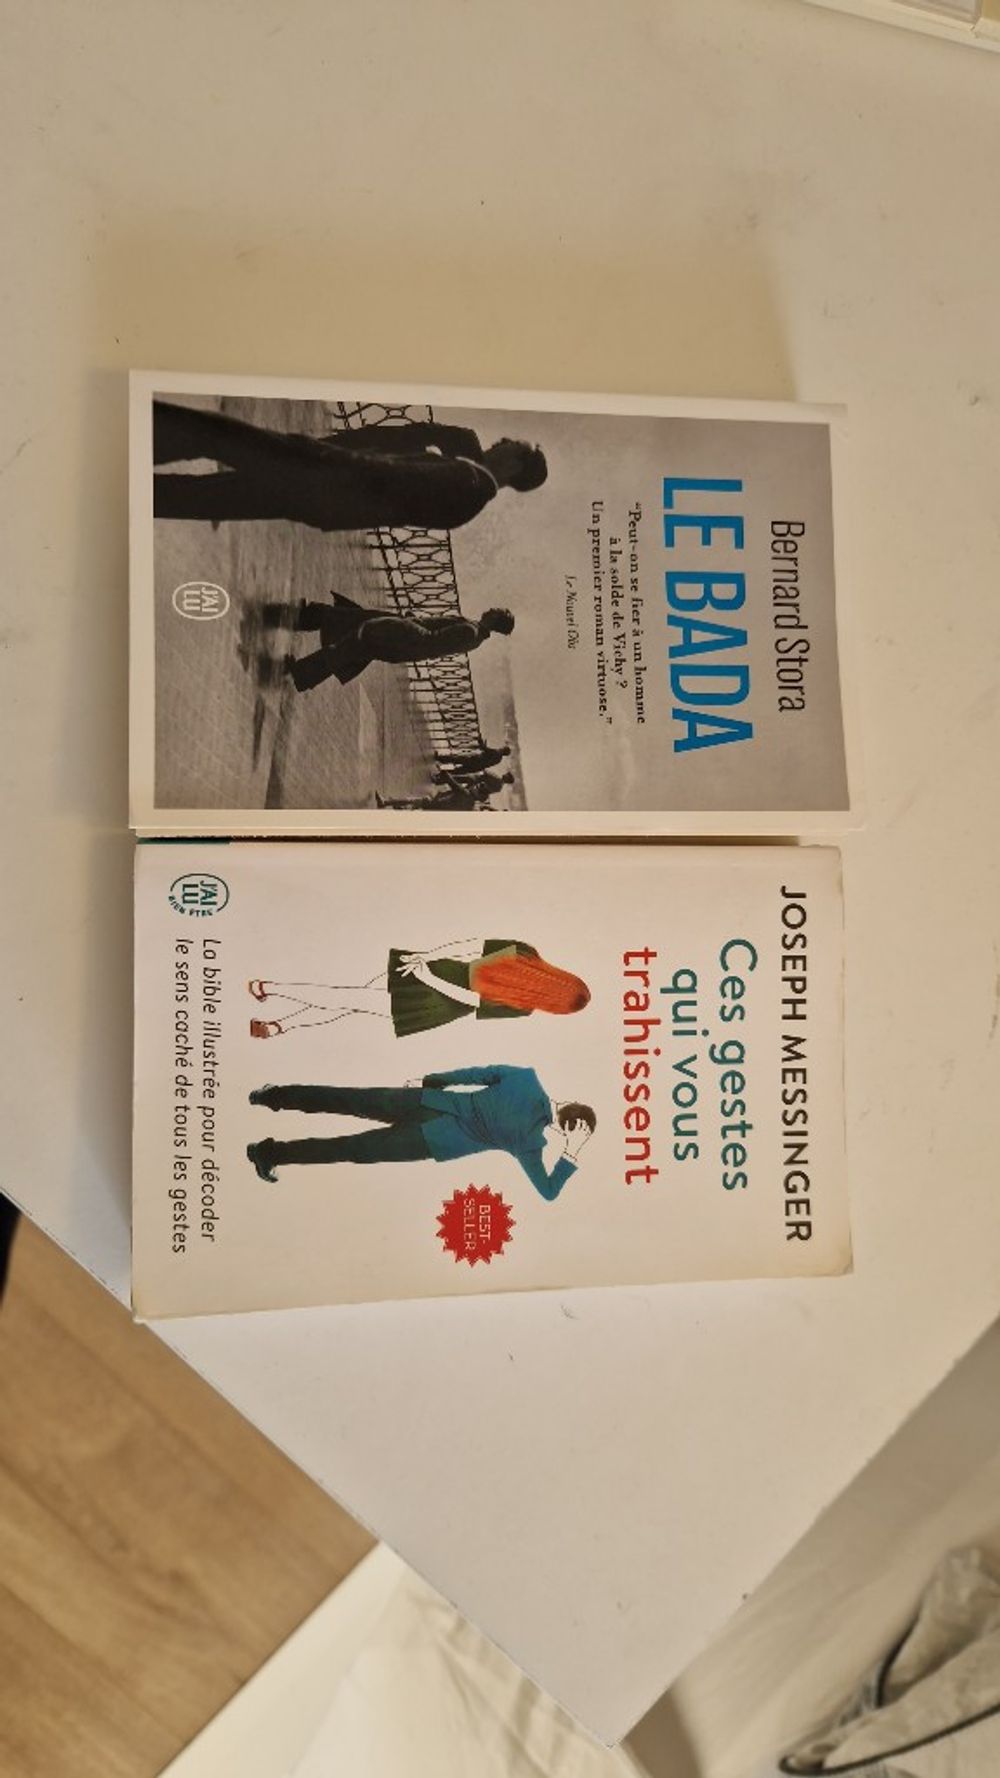 Bernard Stora
LE BADA
“Peut-on se fier à un homme
à la solde de Vichy ?
Un premier roman virtuose.”
Le Nouvel Obs
J'AI
LU
JOSEPH MESSINGER
Ces gestes
qui vous
trahissent
BEST-
SELLER
La bible illustrée pour décoder
le sens caché de tous les gestes
J'AI
LU
BIEN ÊTRE